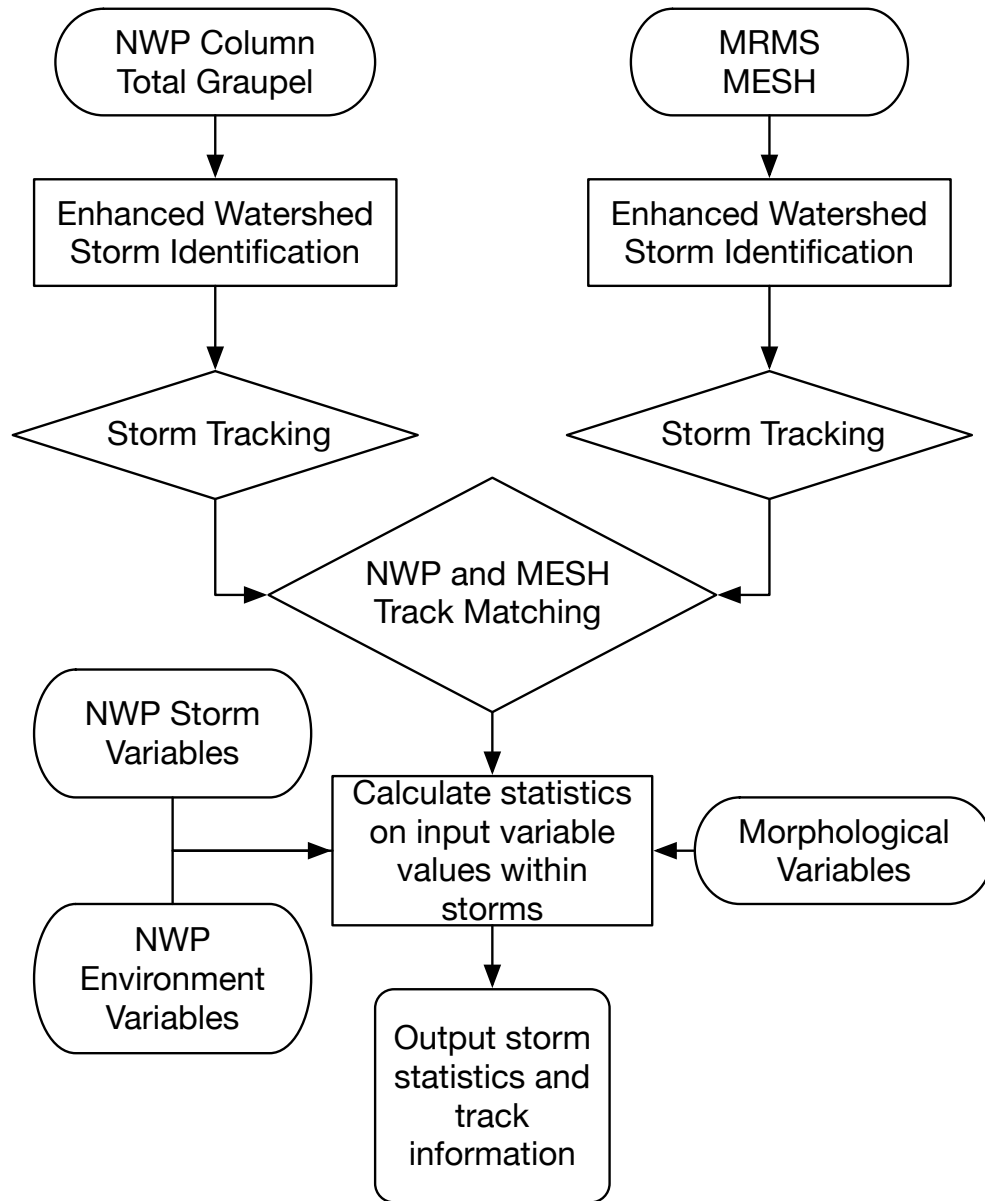 NWP Column
Total Graupel
MRMS
MESH
Enhanced Watershed
Storm Identification
Enhanced Watershed
Storm Identification
Storm Tracking
Storm Tracking
NWP and MESH
Track Matching
NWP Storm
Variables
Calculate statistics
on input variable
values within
storms
Morphological
Variables
NWP
Environment
Variables
Output storm
statistics and
track
information